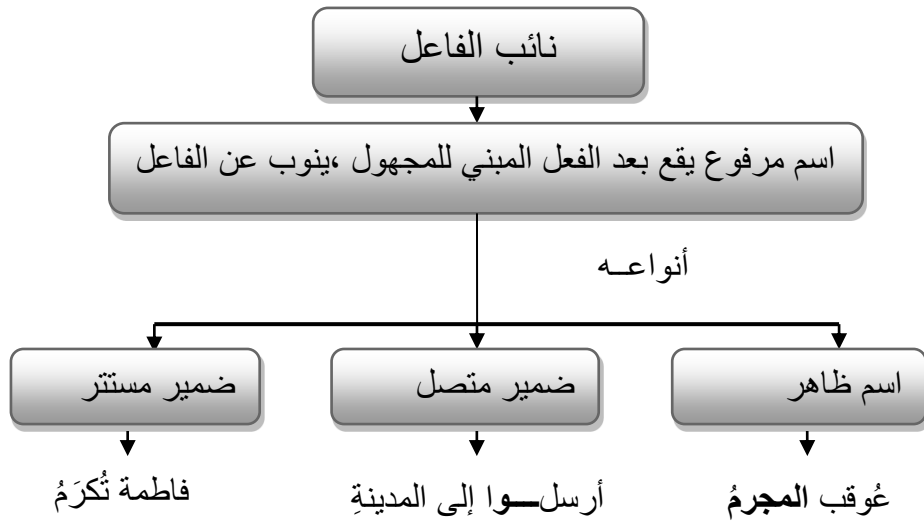 نائب الفاعل
اسم مرفوع يقع بعد الفعل المبني للمجهول ،ينوب عن الفاعل
أنواعــه
اسم ظاهر
ضمير متصل
ضمير مستتر
عُوقب المجرمُ
أرسلـــوا إلى المدينةِ
فاطمة تُكرَمُ